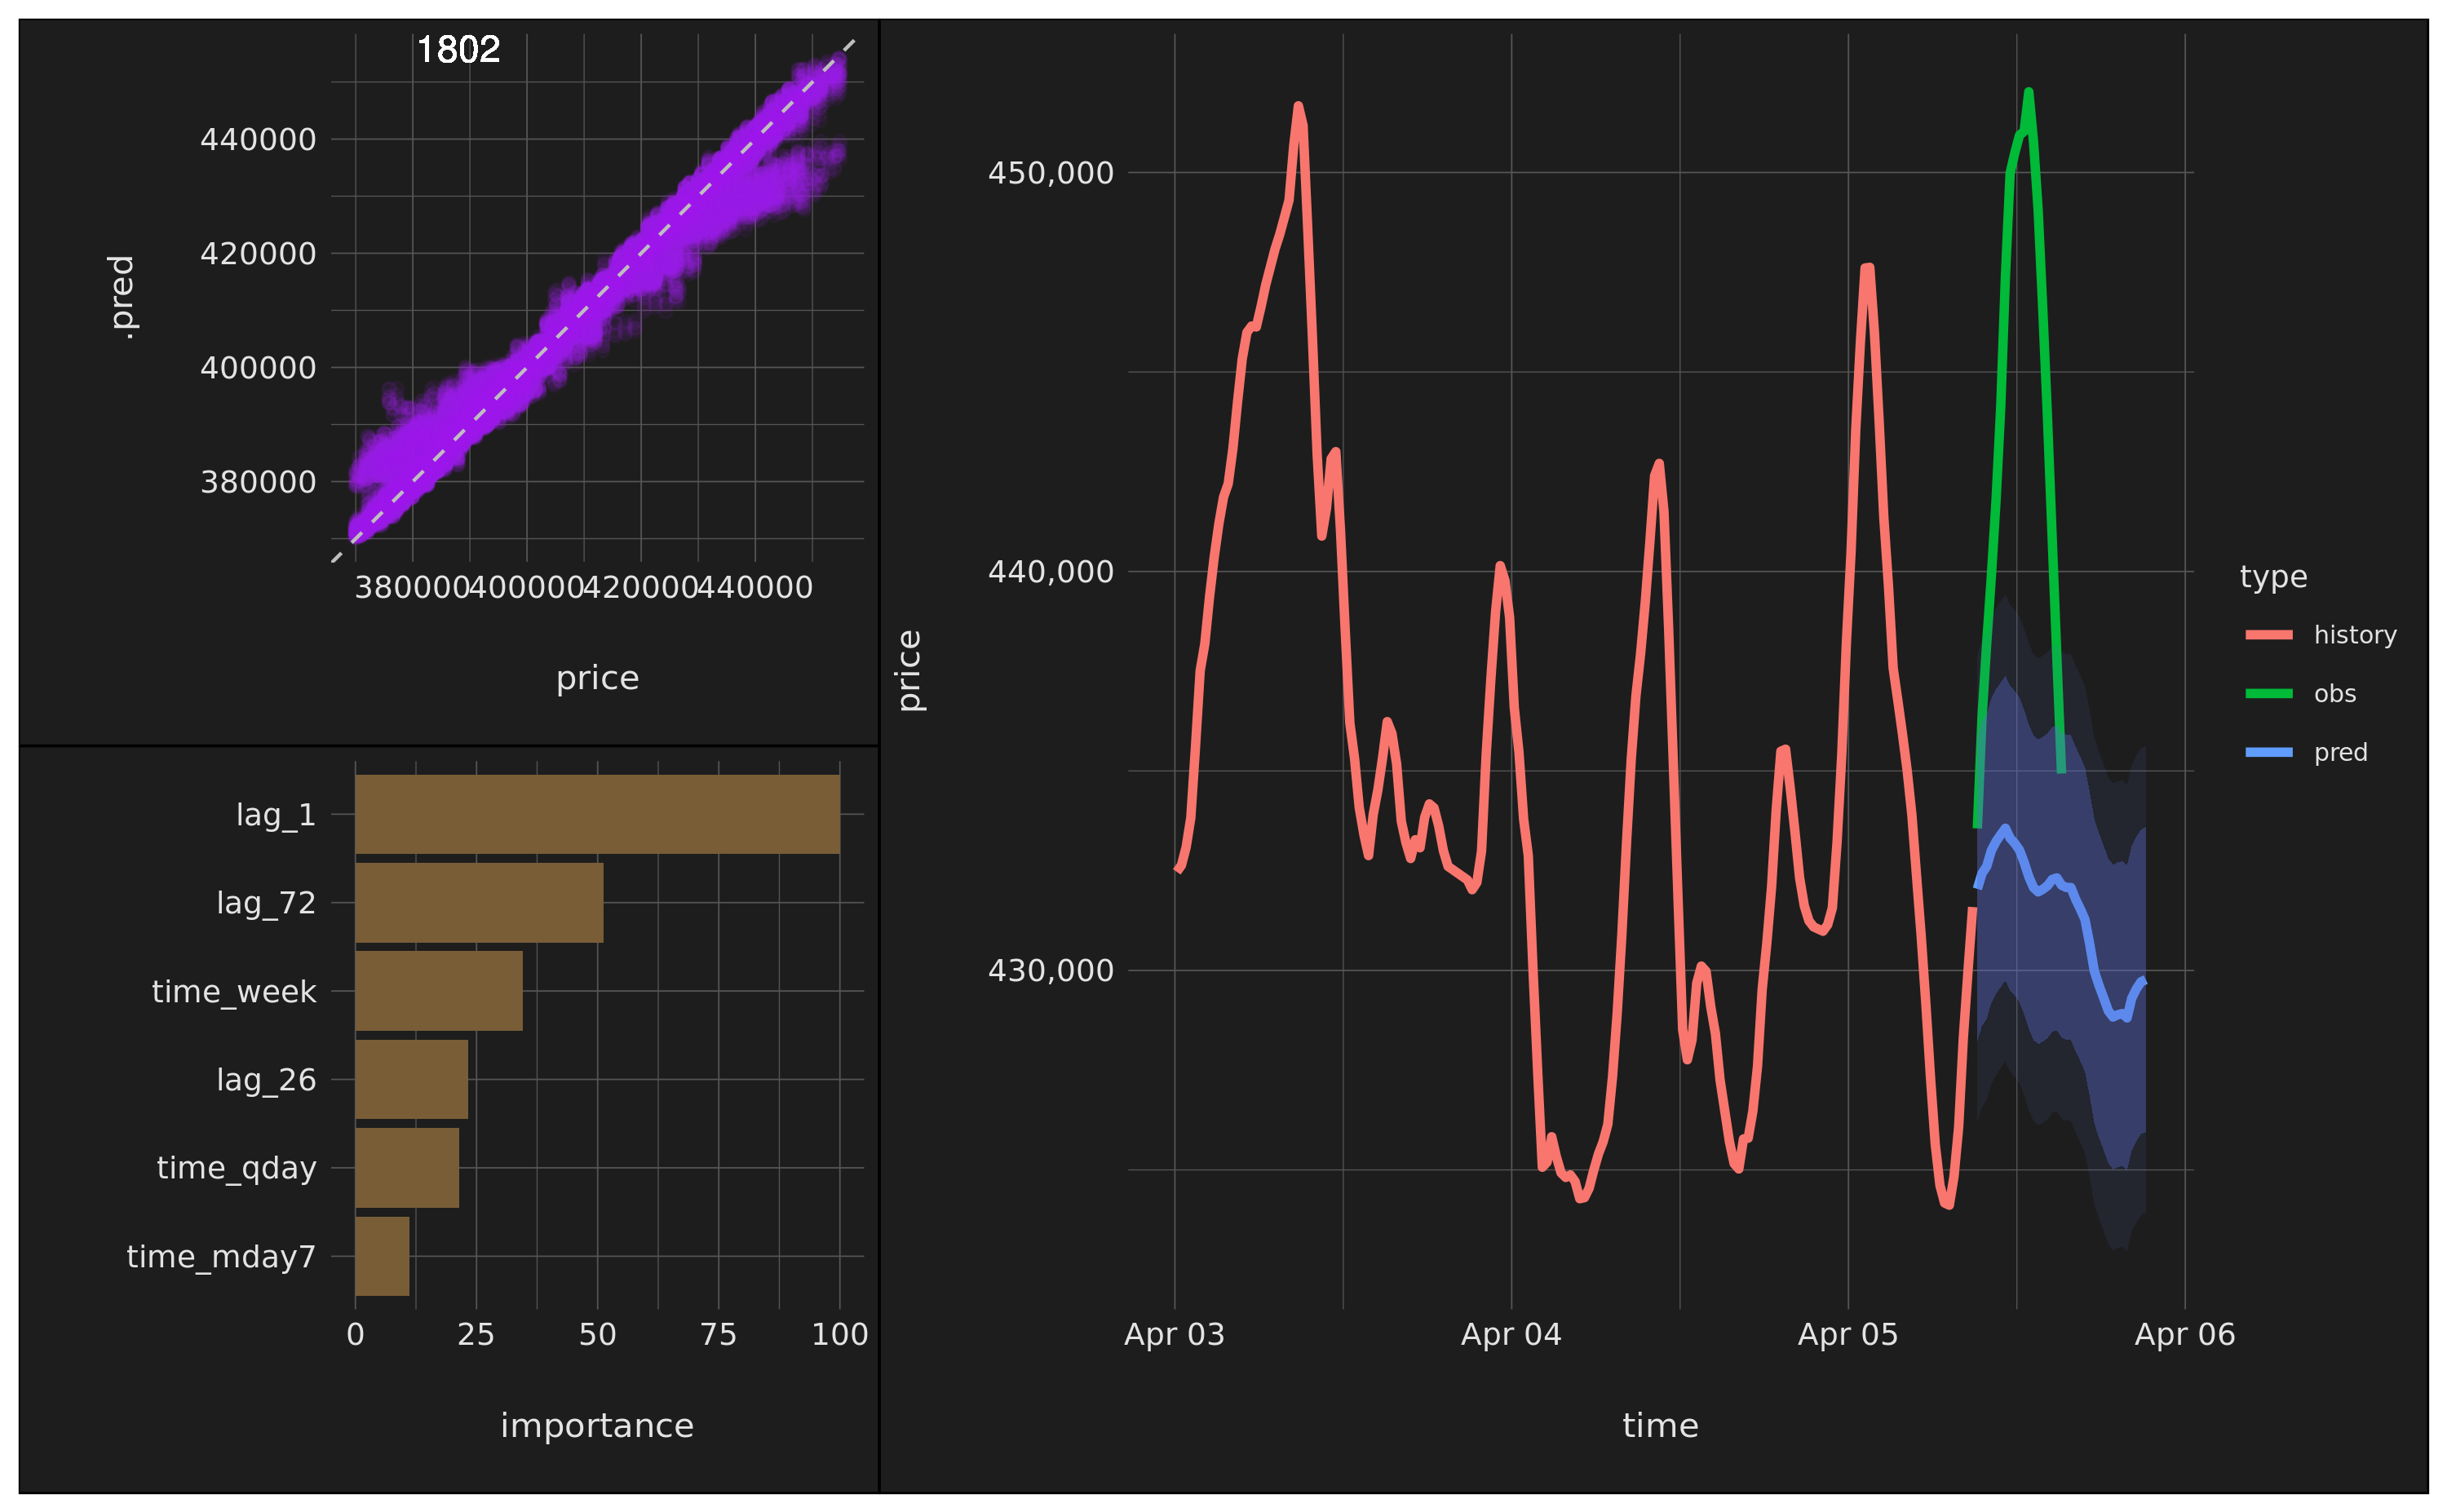 1802
.pred
440000
420000
400000
380000
380000 400000 420000 440000
price
lag_1
lag_72
time_week
lag_26
time_qday
time_mday7
0 25 50 75 100
importance
price
450,000
440,000
430,000
Apr 03 Apr 04 Apr 05 Apr 06
time
type
history
obs
pred